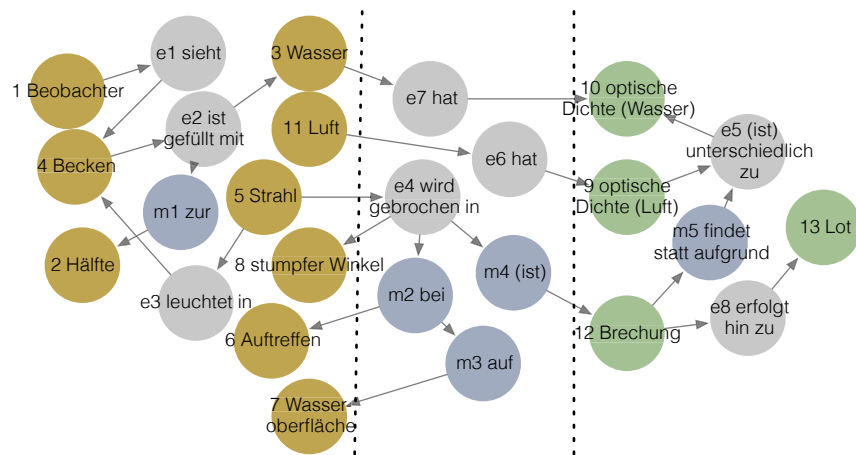 e1 sieht
3 Wasser
1 Beobachter
e7 hat
10 optische
Dichte (Wasser)
e2 ist
gefüllt mit
11 Luft
e5 (ist)
unterschiedlich
zu
4 Becken
e6 hat
5 Strahl
e4 wird
gebrochen in
9 optische
Dichte (Luft)
m1 zur
m5 findet
statt aufgrund
13 Lot
2 Hälfte
8 stumpfer Winkel
m4 (ist)
e3 leuchtet in
m2 bei
e8 erfolgt
hin zu
6 Auftreffen
12 Brechung
m3 auf
7 Wasser-
oberfläche